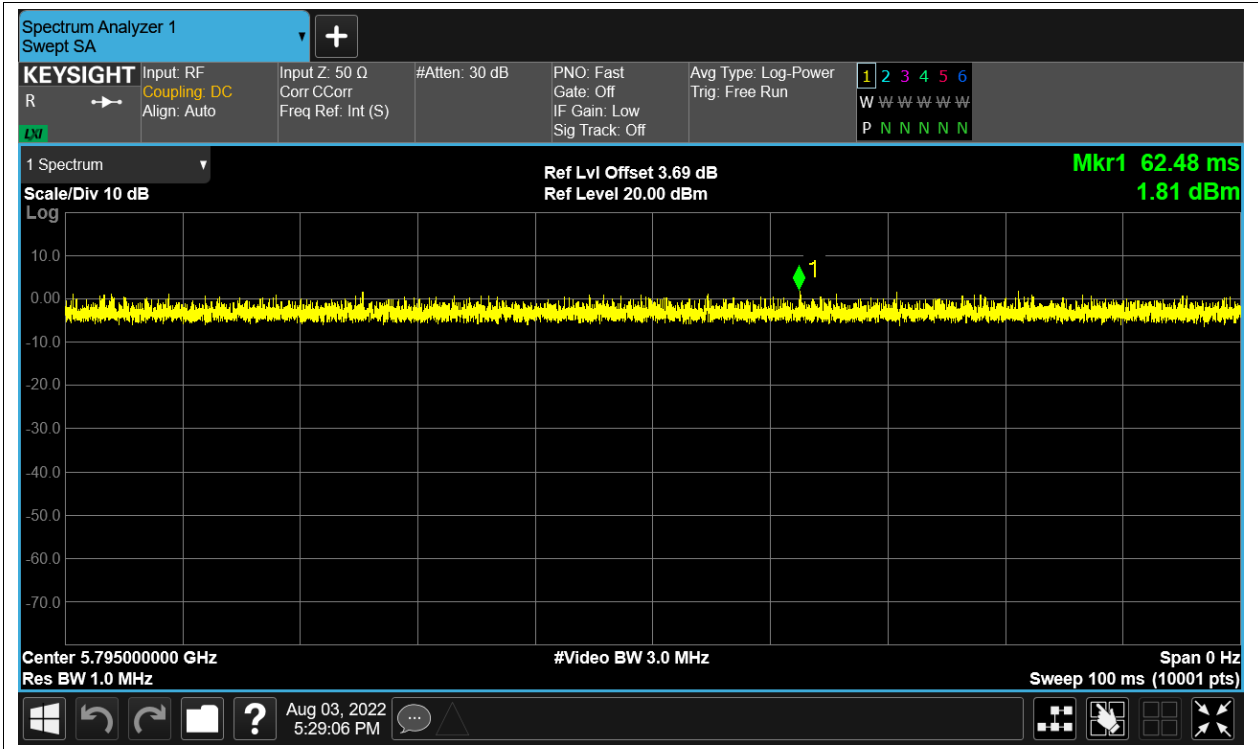 Spectrum Analyzer 1
Swept SA
KEYSIGHT
R
LXI
Input: RF
Coupling: DC
Align: Auto
Input Z: 50 Ω
Corr CCorr
Freq Ref: Int (S)
#Atten: 30 dB
PNO: Fast
Gate: Off
IF Gain: Low
Sig Track: Off
Avg Type: Log-Power
Trig: Free Run
1 2 3 4 5 6
W W W W W W
P N N N N N
1 Spectrum
Scale/Div 10 dB
Ref Lvl Offset 3.69 dB
Ref Level 20.00 dBm
Mkr1 62.48 ms
1.81 dBm
Log
10.0
1
0.00
-10.0
-20.0
-30.0
-40.0
-50.0
-60.0
-70.0
Center 5.795000000 GHz
#Video BW 3.0 MHz
Span 0 Hz
Res BW 1.0 MHz
Sweep 100 ms (10001 pts)
?
Aug 03, 2022
5:29:06 PM